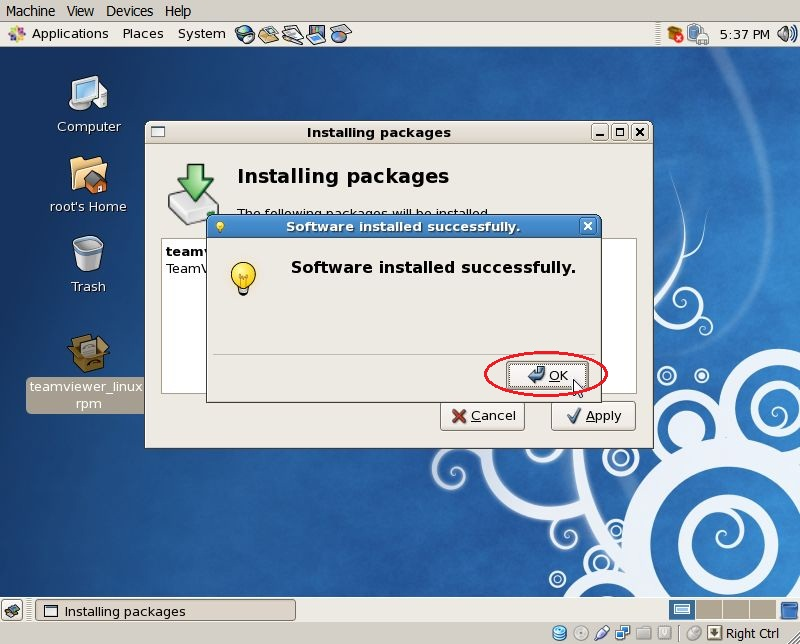 Machine View Devices Help
Applications Places System 5:37 PM
Computer
root's Home
Trash
teamviewer_linux
rpm
Installing packages
Installing packages
The following packages will be installed
teamv
TeamV
Software installed successfully.
Software installed successfully.
OK
Cancel Apply
Installing packages
Right Ctrl